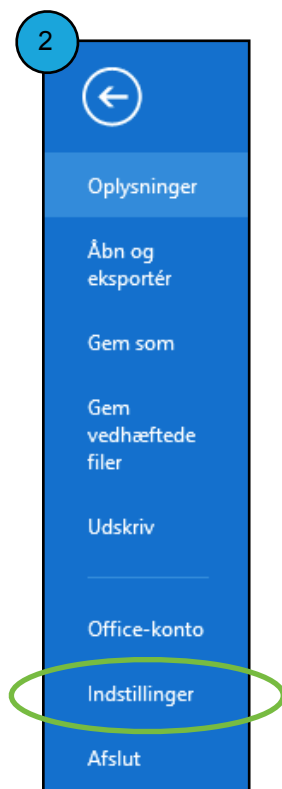 2
Oplysninger
Åbn og
eksportér
Gem som
Gem
vedhæftede
filer
Udskriv
Office-konto
Indstillinger
Afslut